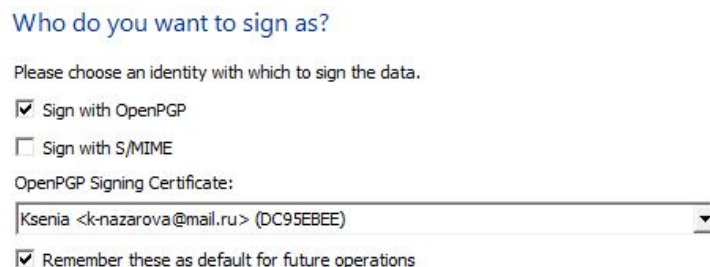 Who do you want to sign as?
Please choose an identity with which to sign the data.
Sign with OpenPGP
Sign with S/MIME
OpenPGP Signing Certificate:
Ksenia <k-nazarova@mail.ru> (DC95EBEE)
Remember these as default for future operations